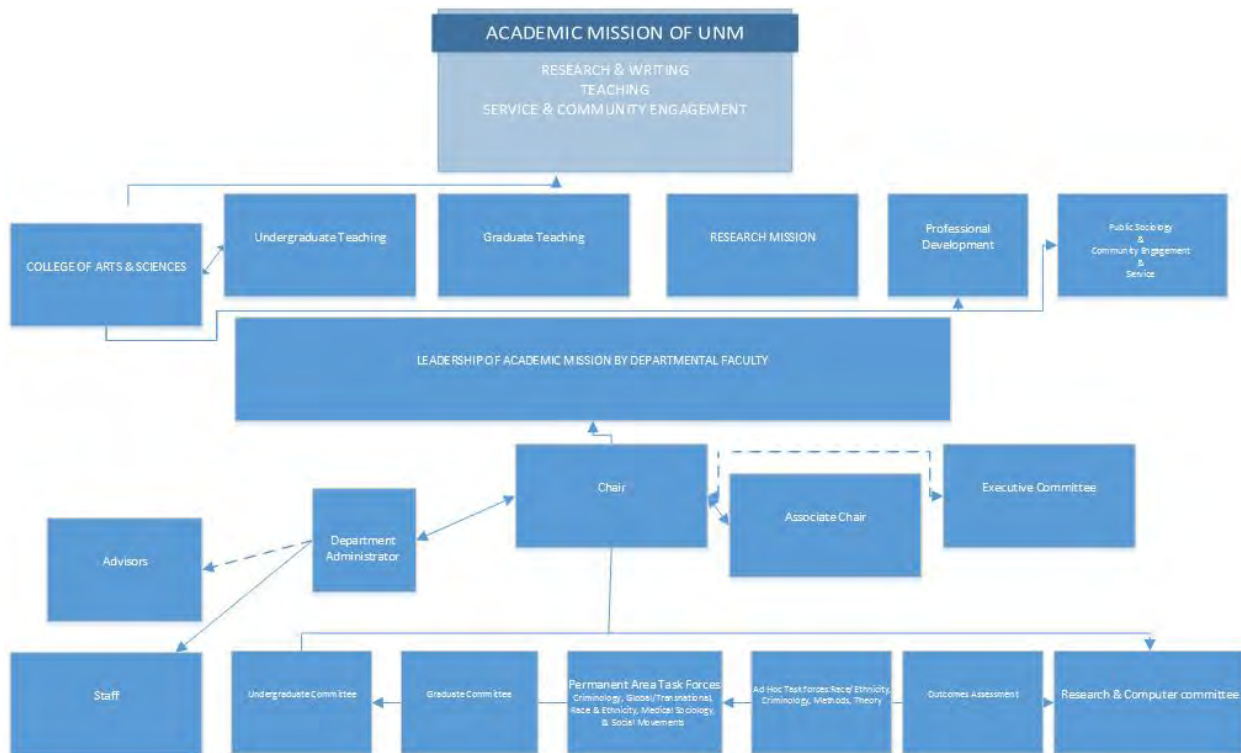 ACADEMIC MISSION OF UNM
RESEARCH & WRITING
TEACHING
SERVICE & COMMUNITY ENGAGEMENT
COLLEGE OF ARTS & SCIENCES
Undergraduate Teaching
Graduate Teaching
RESEARCH MISSION
Professional
Development
Public Sociology
&
Community Engagement
&
Service
LEADERSHIP OF ACADEMIC MISSION BY DEPARTMENTAL FACULTY
Chair
Associate Chair
Executive Committee
Department
Administrator
Advisors
Staff
Undergraduate Committee
Graduate Committee
Permanent Area Task Forces
Criminology, Global/Transnational,
Race & Ethnicity, Medical Sociology,
& Social Movements
Ad Hoc Taskforces:Race/ Ethnicity,
Criminology, Methods, Theory
Outcomes Assessment
Research & Computer committee